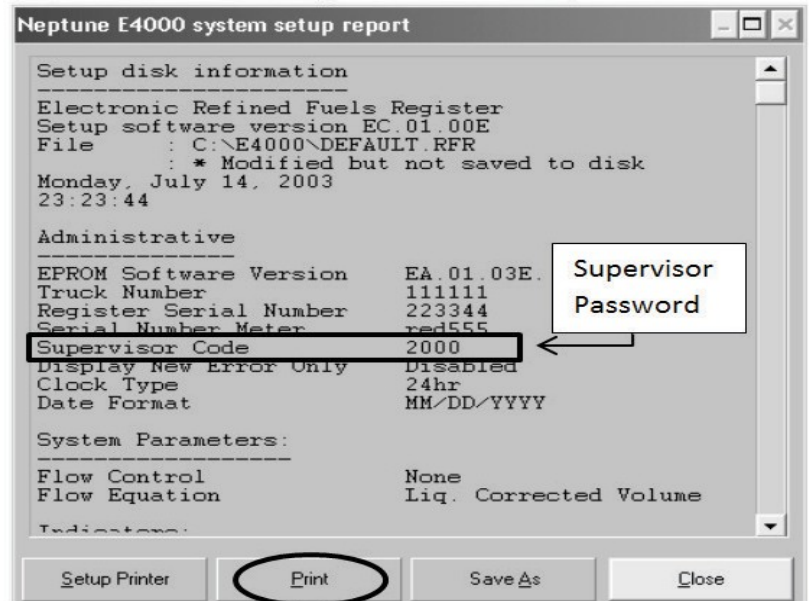 Neptune E4000 system setup report
Setup disk information
Electronic Refined Fuels Register
Setup software version EC.01.00E
File : C:\E4000\DEFAULT.RFR
: * Modified but not saved to disk
Monday, July 14, 2003
23:23:44
Administrative
EPROM Software Version EA.01.03E.
Truck Number 111111
Register Serial Number 223344
Serial Number Meter red555
Supervisor Code 2000
Display New Error Only Disabled
Clock Type 24hr
Date Format MM/DD/YYYY
Supervisor
Password
System Parameters:
Flow Control None
Flow Equation Liq. Corrected Volume
Indicators:
Setup Printer Print Save As Close